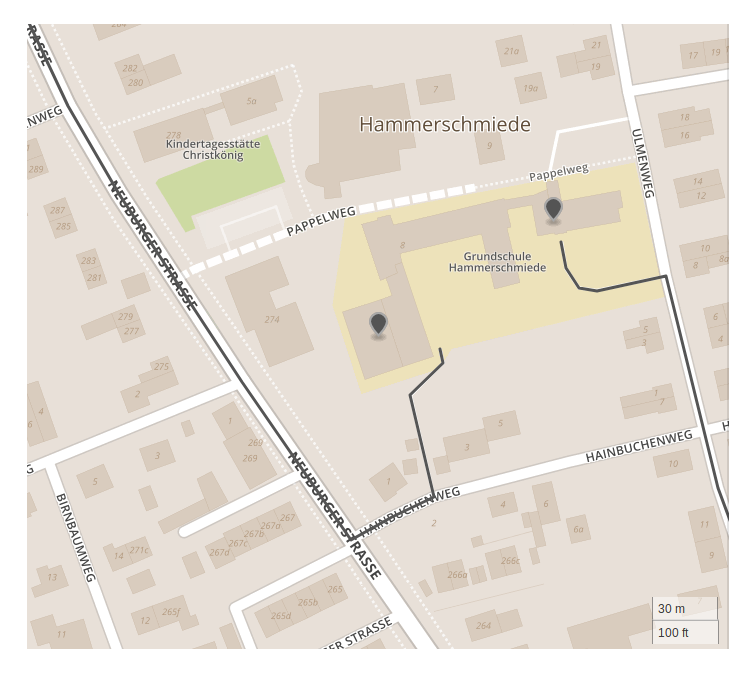 RASSE
284
282
280
5a
278
Kindertagesstätte
Christkönig
ENWEG
289
287
285
283
281
279
277
275
NEUBURGER STRASSE
PAPPELWEG
274
Hammerschmiede
7
9
21a
19a
21
19
17
19
Pappelweg
ULMENWEG
18
16
14
12
10
8
8a
6
4
8
Grundschule
Hammerschmiede
5
3
1
7
HAINBUCHENWEG
10
5
3
1
HAINBUCHENWEG
2
4
6
6a
266a
266c
264
11
9
2
6
4
G
3
5
1
269
269
267
267a
267b
267c
267d
NEUBURGER STRASSE
BIRNBAUMWEG
14
271c
13
12
265f
11
265
265b
265d
ER STRASSE
30 m
100 ft